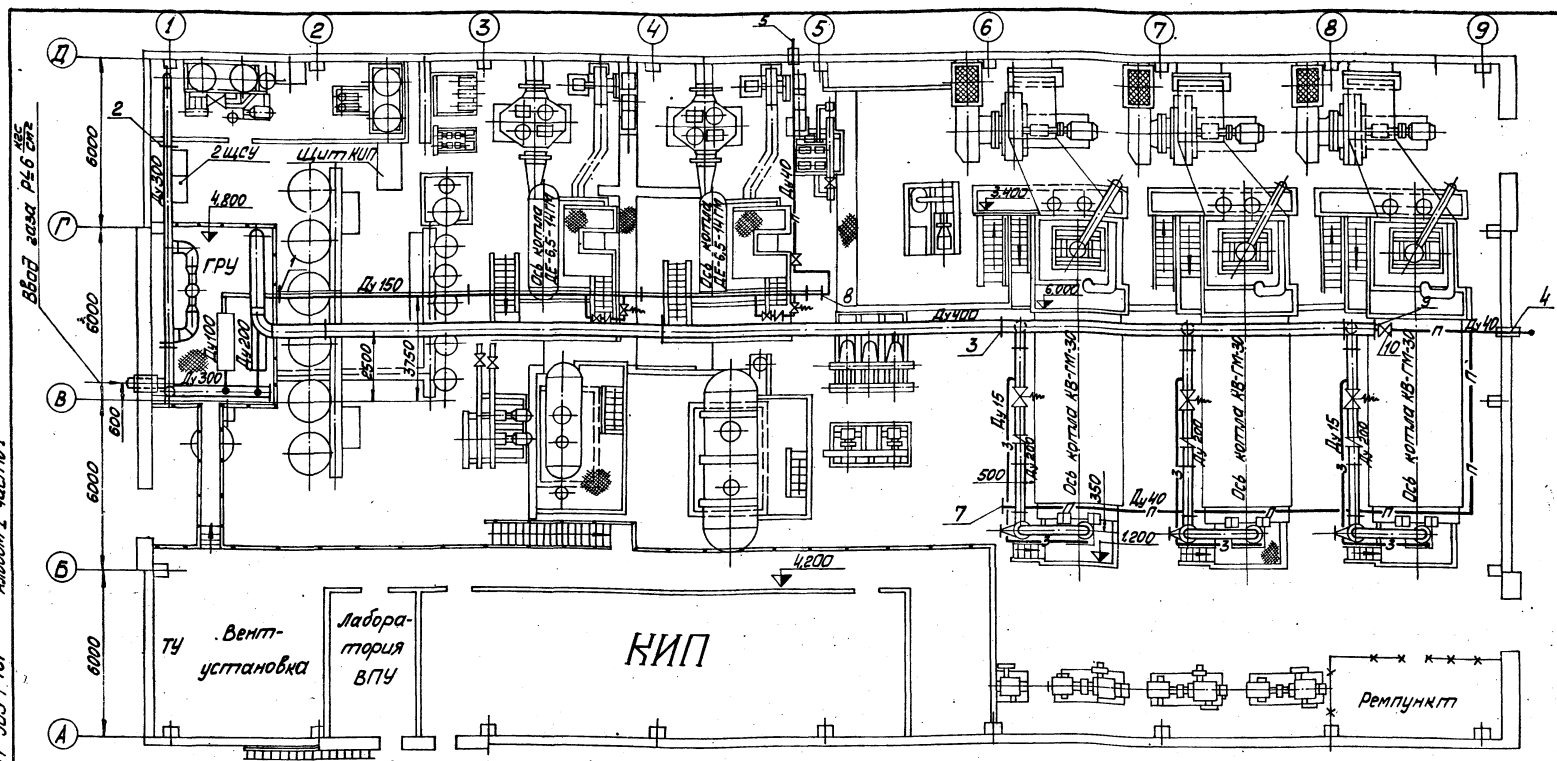 1
2
3
4
5
6
7
8
9
5
Д
Г
В
Б
А
6000
6000
6000
6000
Ввод газа р≤6 кгс/см²
600
2
Ду300
2 ЩСУ
Щит КИП
4,800
ГРУ
Ду100
Ду200
Ду300
Ду150
2500
3750
Ось котла
ДЕ-6,5-14ГМ
Ось котла
ДЕ-6,5-14ГМ
Ду40
П
8
3,400
6,000
Ду400
3
9
10
П
Ду40
4
П
П
П
Ду15
З
Ду200
500
Ось котла КВ-ГМ-30
350
Ду200
З
Ось котла КВ-ГМ-30
Ду15
З
Ду200
Ось котла КВ-ГМ-30
7
П
Ду40
П
П
П
З
1,200
З
З
4,200
ТУ
Вент-
установка
Лабора-
тория
ВПУ
КИП
Ремпункт